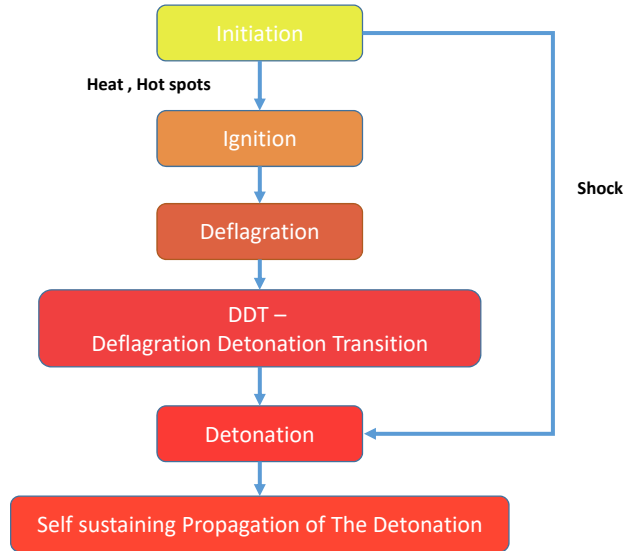 Initiation
Heat , Hot spots
Ignition
Shock
Deflagration
DDT –
Deflagration Detonation Transition
Detonation
Self sustaining Propagation of The Detonation